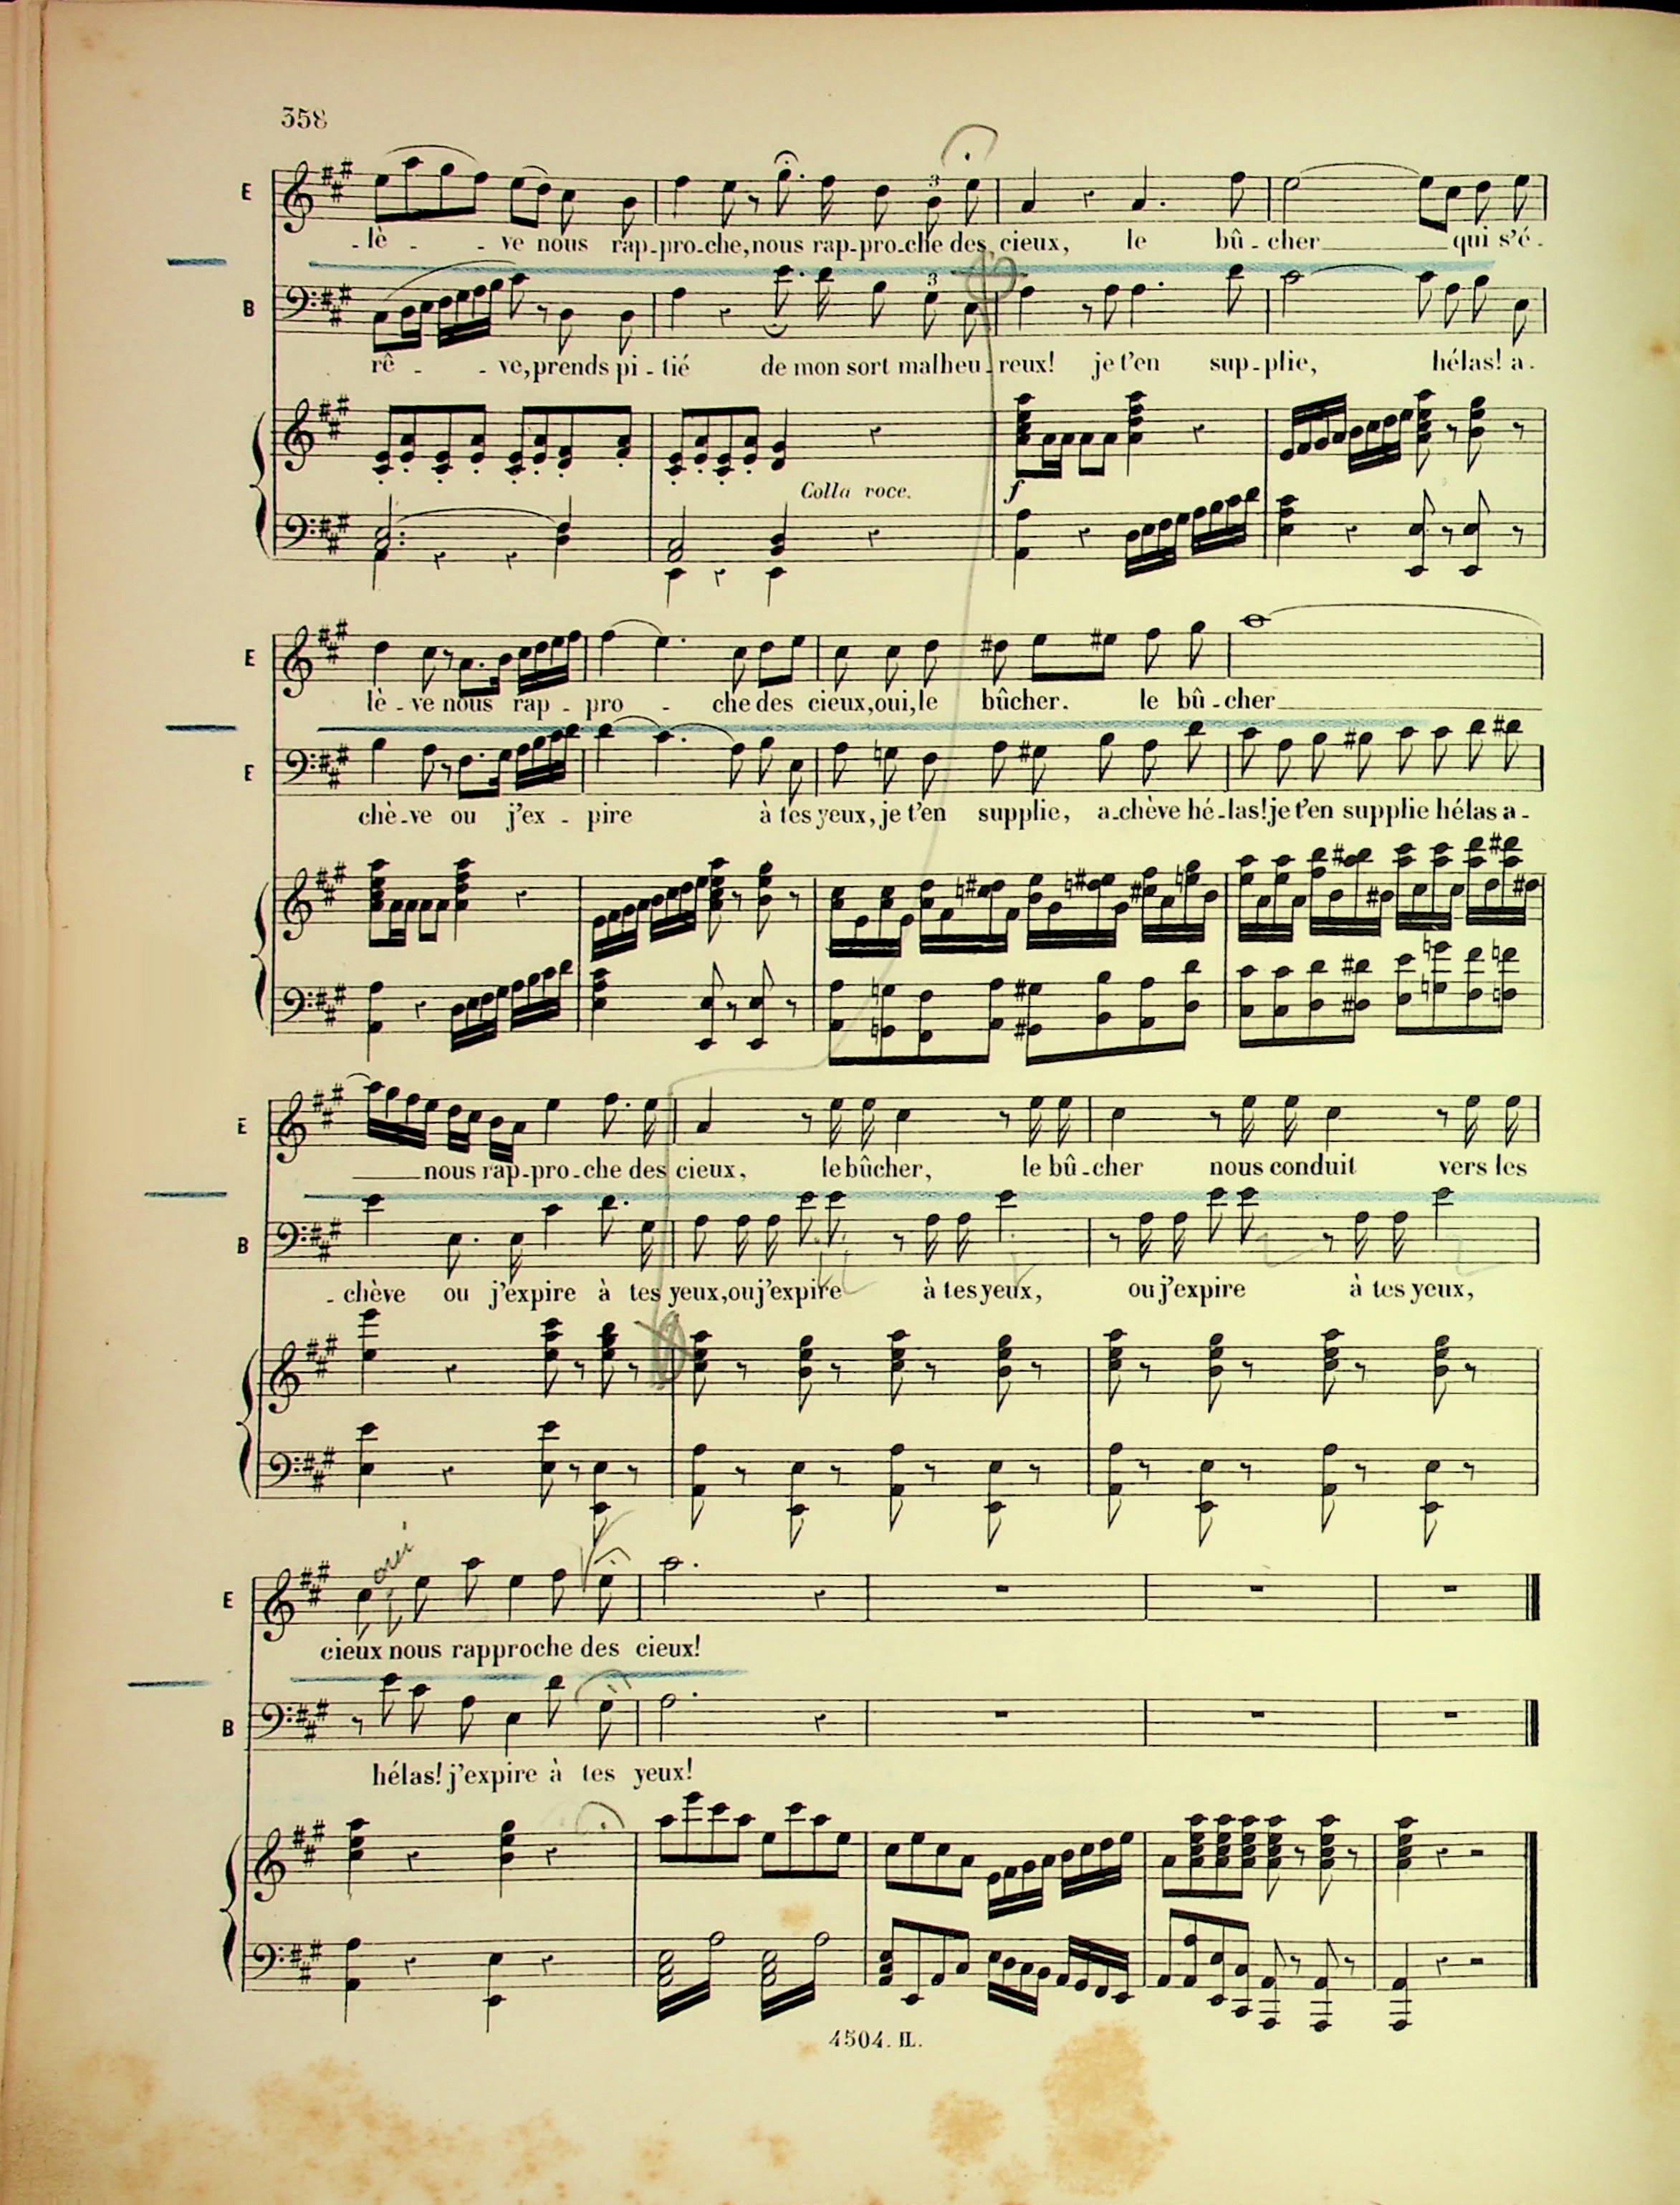 358
E
-lè - - ve nous rap-pro-che, nous rap-pro-che des cieux, le bû-cher qui s'é-
B
rê - - ve, prends pi-tié de mon sort malheu-reux! je t'en sup-plie, hélas! a-
Colla voce.
f
E
lè-ve nous rap-pro - che des cieux, oui, le bûcher. le bû-cher
E
chè-ve ou j'ex-pire à tes yeux, je t'en supplie, a-chève hé-las! je t'en supplie hélas a-
E
nous rap-pro-che des cieux, le bûcher, le bû-cher nous conduit vers les
B
-chève ou j'expire à tes yeux, ou j'expire à tes yeux, ou j'expire à tes yeux,
oui
E
cieux nous rapproche des cieux!
B
hélas! j'expire à tes yeux!
4504. H.